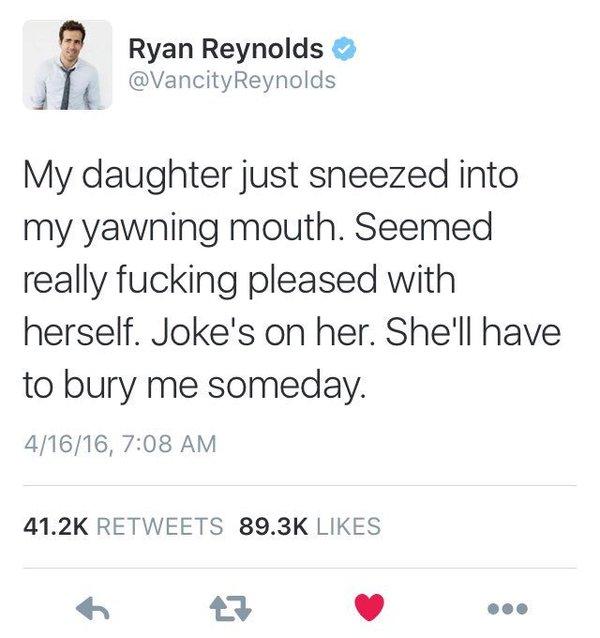 Ryan Reynolds
@VancityReynolds
My daughter just sneezed into
my yawning mouth. Seemed
really fucking pleased with
herself. Joke's on her. She'll have
to bury me someday.
4/16/16, 7:08 AM
41.2K RETWEETS 89.3K LIKES